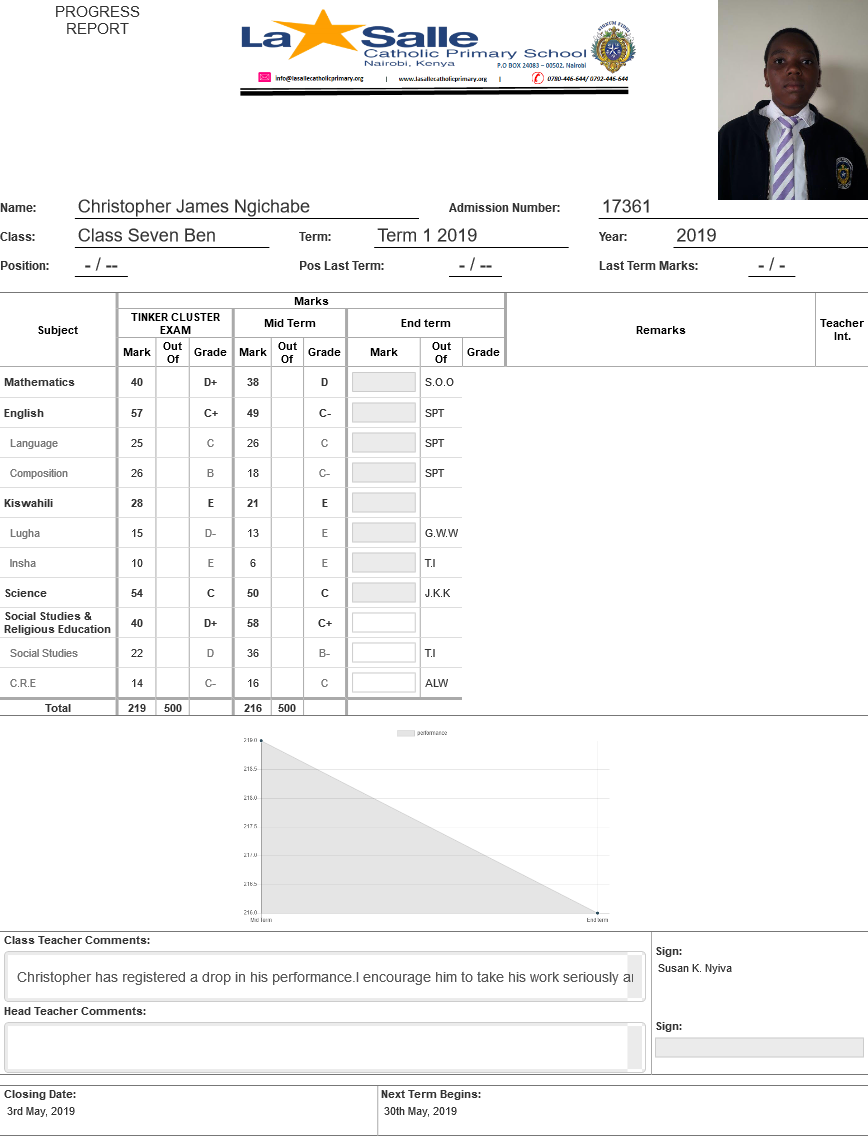 PROGRESS
REPORT
La Salle
Catholic Primary School
Nairobi, Kenya
P.O BOX 24083 – 00502, Nairobi
info@lasallecatholicprimary.org | www.lasallecatholicprimary.org | 0780-446-644/ 0792-446-644
Name: Christopher James Ngichabe Admission Number: 17361
Class: Class Seven Ben Term: Term 1 2019 Year: 2019
Position: - / -- Pos Last Term: - / -- Last Term Marks: - / -
Marks
Subject TINKER CLUSTER EXAM Mid Term End term Remarks Teacher Int.
Mark Out Of Grade Mark Out Of Grade Mark Out Of Grade
Mathematics 40 D+ 38 D S.O.O
English 57 C+ 49 C- SPT
Language 25 C 26 C SPT
Composition 26 B 18 C- SPT
Kiswahili 28 E 21 E
Lugha 15 D- 13 E G.W.W
Insha 10 E 6 E T.I
Science 54 C 50 C J.K.K
Social Studies & Religious Education 40 D+ 58 C+
Social Studies 22 D 36 B- T.I
C.R.E 14 C- 16 C ALW
Total 219 500 216 500
performance
219.0
218.5
218.0
217.5
217.0
216.5
216.0
Mid Term End term
Class Teacher Comments:
Christopher has registered a drop in his performance.I encourage him to take his work seriously
Sign:
Susan K. Nyiva
Head Teacher Comments:
Sign:
Closing Date: Next Term Begins:
3rd May, 2019 30th May, 2019